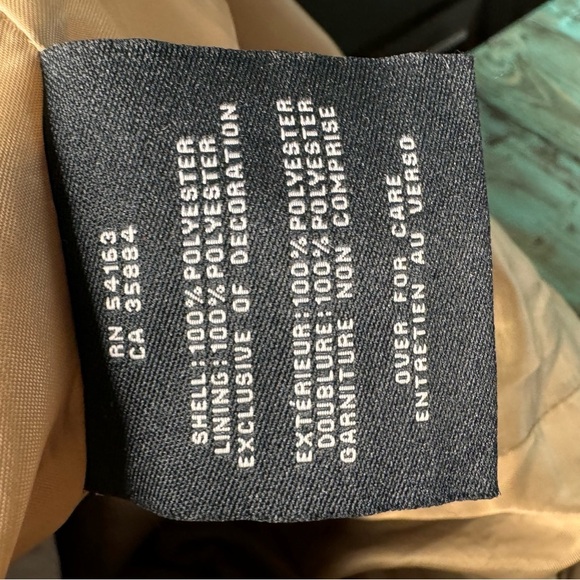 RN 54163
CA 35884
SHELL:100% POLYESTER
LINING:100% POLYESTER
EXCLUSIVE OF DECORATION
EXTÉRIEUR:100% POLYESTER
DOUBLURE:100% POLYESTER
GARNITURE NON COMPRISE
OVER FOR CARE
ENTRETIEN AU VERSO